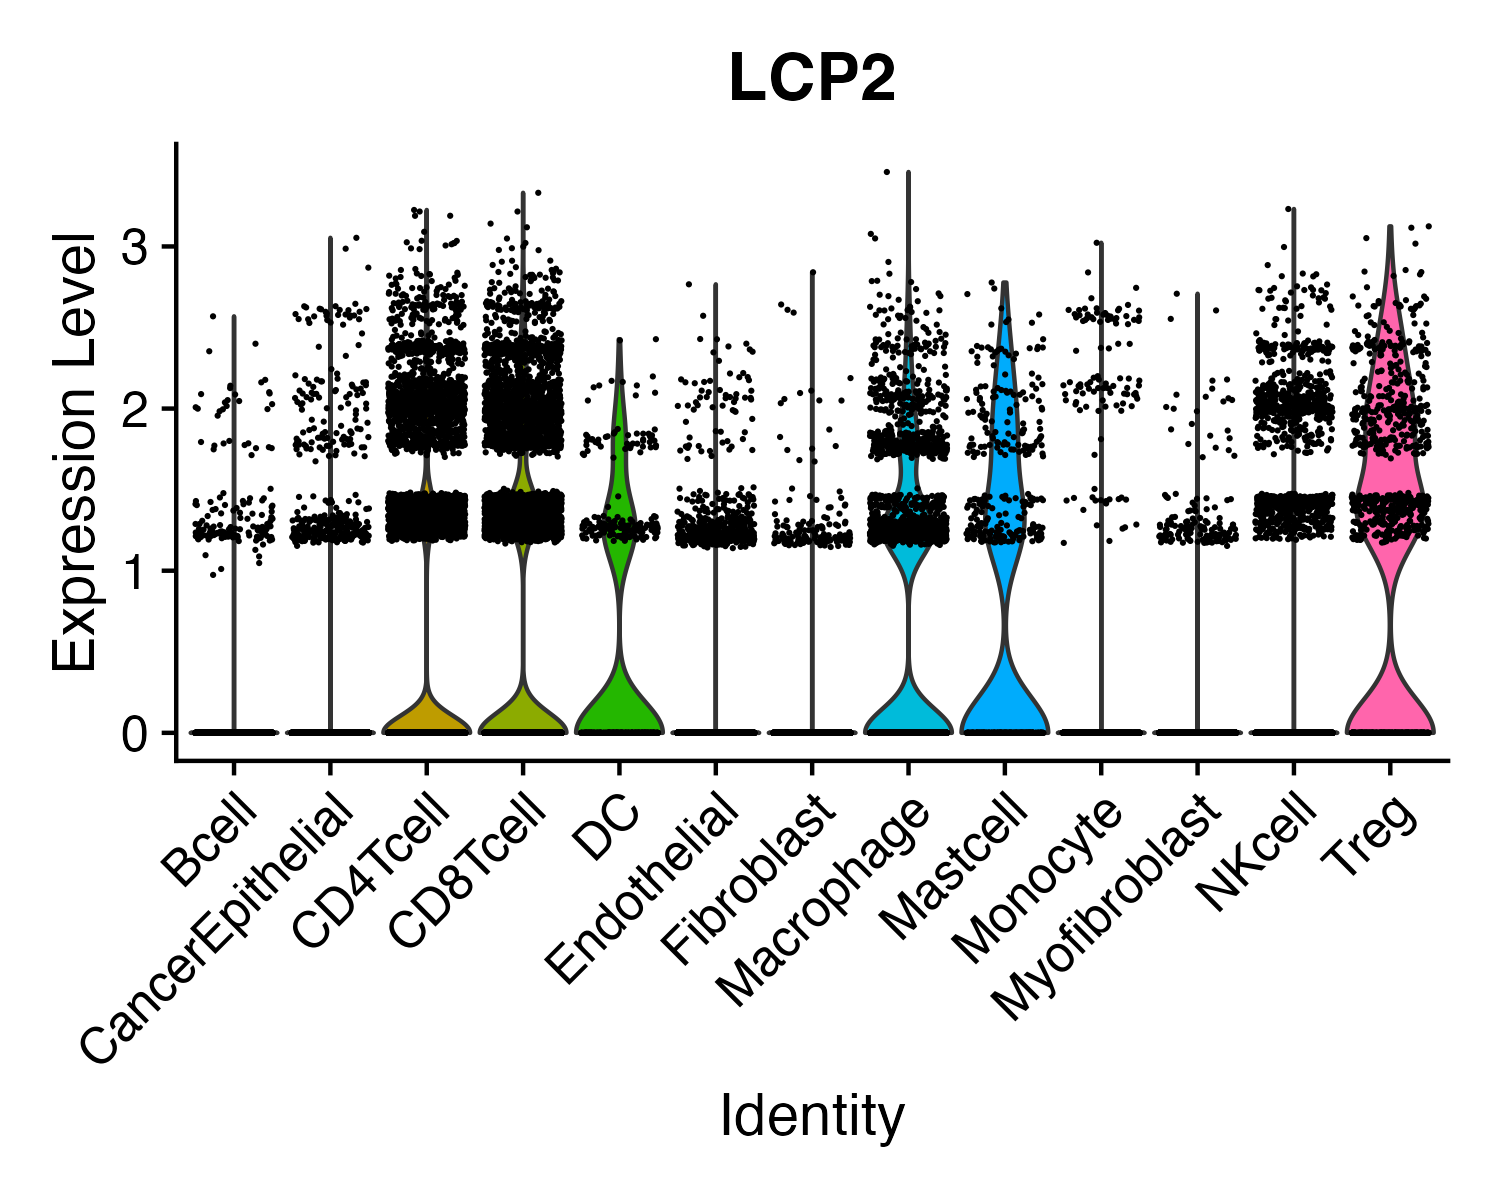 LCP2
Expression Level
3
2
1
0
Bcell
CancerEpithelial
CD4Tcell
CD8Tcell
DC
Endothelial
Fibroblast
Macrophage
Mastcell
Monocyte
Myofibroblast
NKcell
Treg
Identity